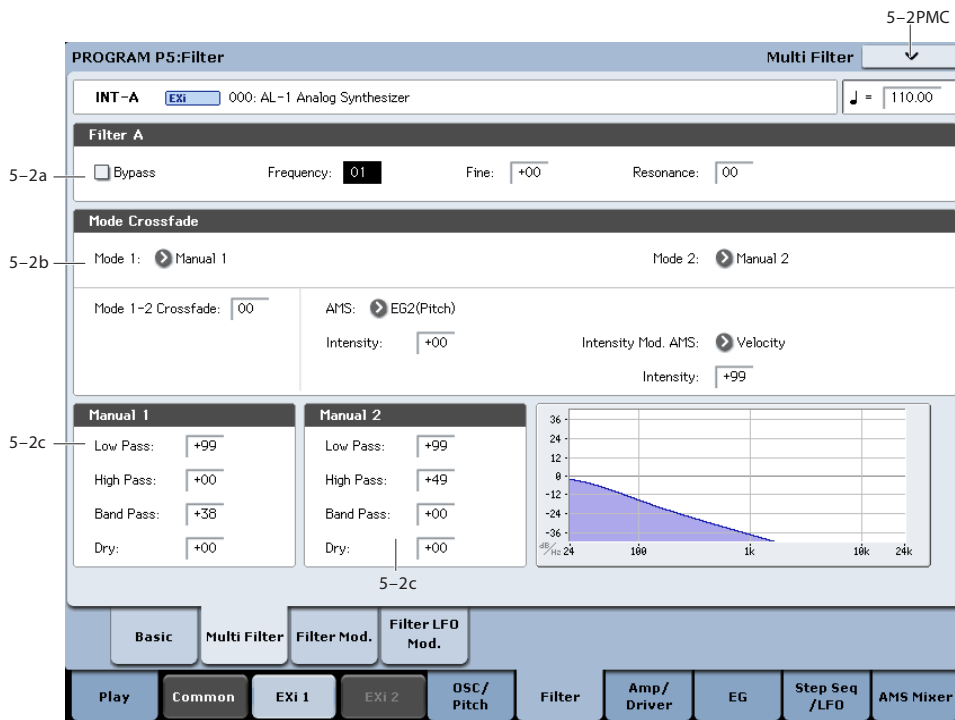 5–2PMC
PROGRAM P5:Filter
Multi Filter
INT-A EXi 000: AL-1 Analog Synthesizer
♩ = 110.00
Filter A
5–2a
Bypass Frequency: 01 Fine: +00 Resonance: 00
Mode Crossfade
5–2b
Mode 1: Manual 1 Mode 2: Manual 2
Mode 1-2 Crossfade: 00 AMS: EG2(Pitch)
Intensity: +00 Intensity Mod. AMS: Velocity
Intensity: +99
Manual 1
5–2c
Low Pass: +99
High Pass: +00
Band Pass: +38
Dry: +00
Manual 2
Low Pass: +99
High Pass: +49
Band Pass: +00
Dry: +00
5–2c
36
24
12
0
-12
-24
-36
dB/Hz 24 100 1k 10k 24k
Basic Multi Filter Filter Mod. Filter LFO Mod.
Play Common EXi 1 EXi 2 OSC/ Pitch Filter Amp/ Driver EG Step Seq /LFO AMS Mixer